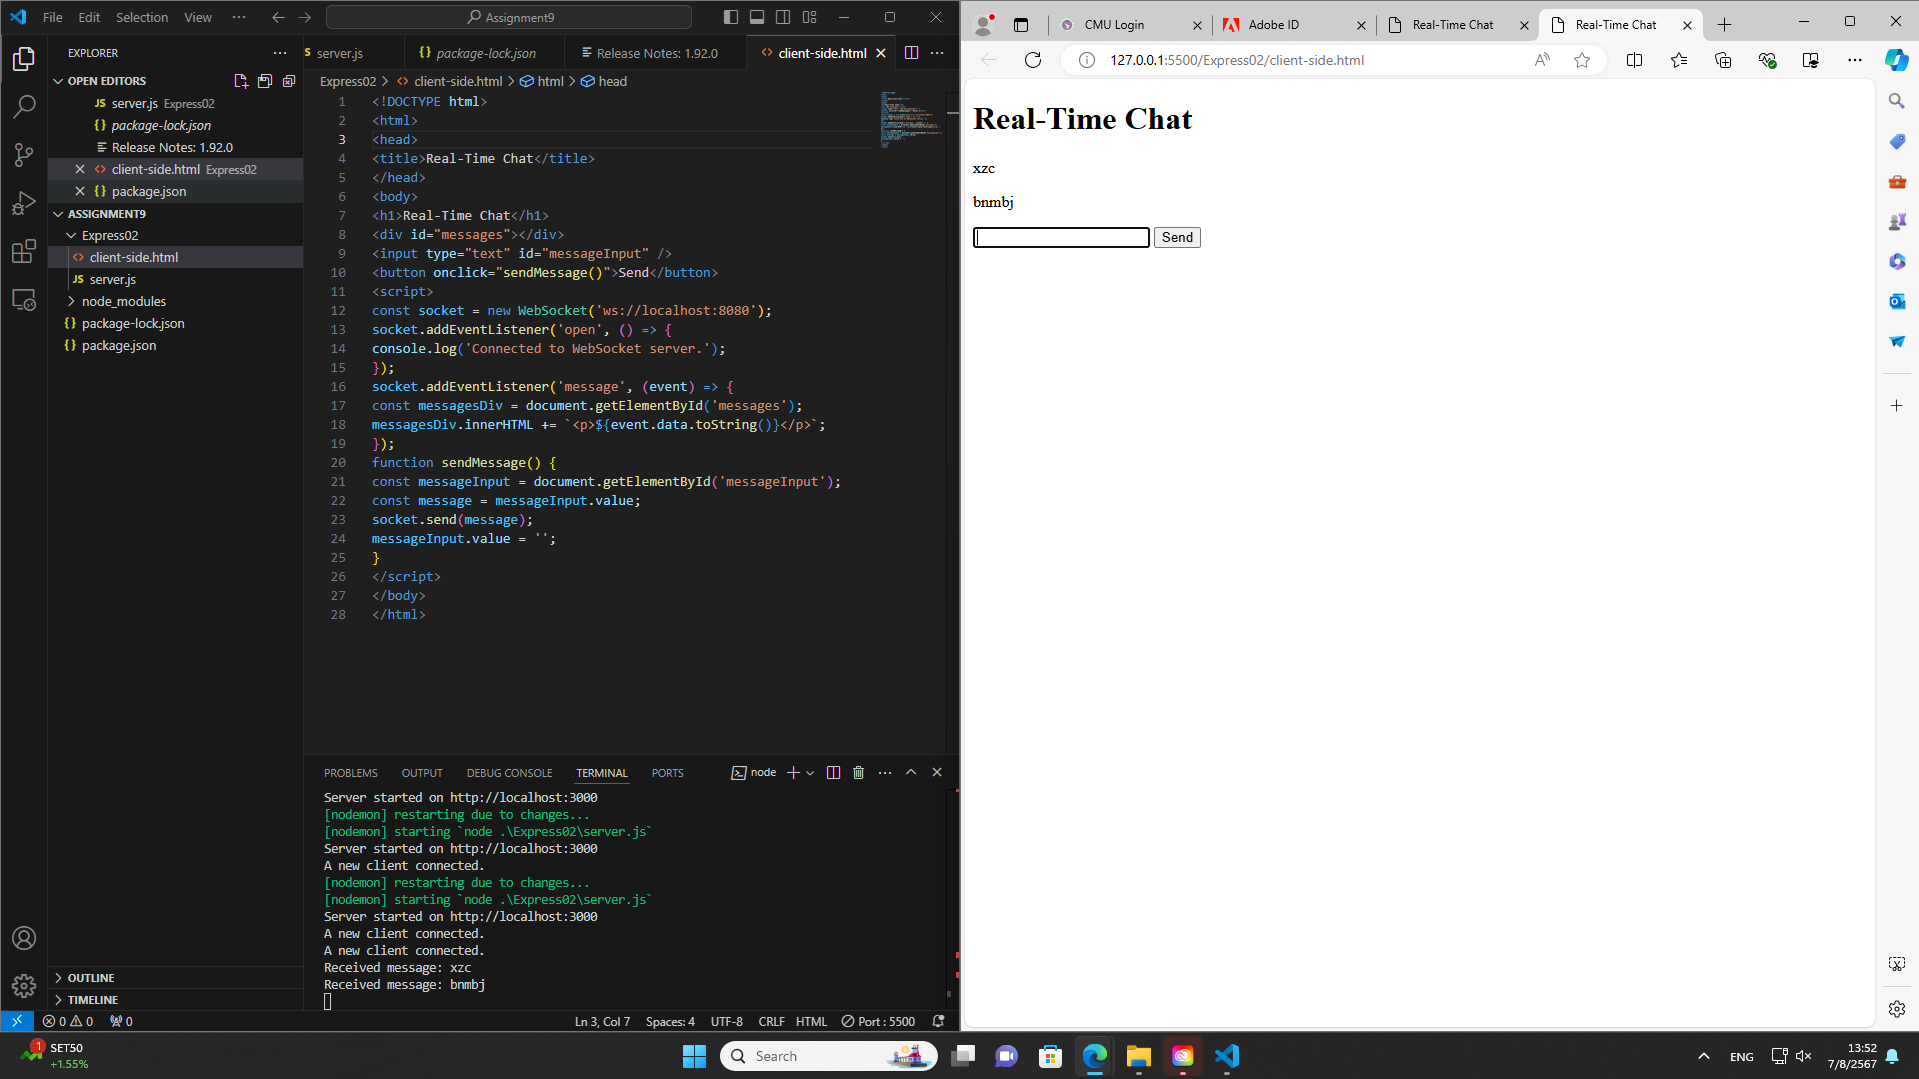 File Edit Selection View ··· Assignment9
EXPLORER
OPEN EDITORS
server.js Express02
package-lock.json
Release Notes: 1.92.0
client-side.html Express02
package.json
ASSIGNMENT9
Express02
client-side.html
server.js
node_modules
package-lock.json
package.json
OUTLINE
TIMELINE
server.js package-lock.json Release Notes: 1.92.0 client-side.html
Express02 > client-side.html > html > head
1 <!DOCTYPE html>
2 <html>
3 <head>
4 <title>Real-Time Chat</title>
5 </head>
6 <body>
7 <h1>Real-Time Chat</h1>
8 <div id="messages"></div>
9 <input type="text" id="messageInput" />
10 <button onclick="sendMessage()">Send</button>
11 <script>
12 const socket = new WebSocket('ws://localhost:8080');
13 socket.addEventListener('open', () => {
14 console.log('Connected to WebSocket server.');
15 });
16 socket.addEventListener('message', (event) => {
17 const messagesDiv = document.getElementById('messages');
18 messagesDiv.innerHTML += `<p>${event.data.toString()}</p>`;
19 });
20 function sendMessage() {
21 const messageInput = document.getElementById('messageInput');
22 const message = messageInput.value;
23 socket.send(message);
24 messageInput.value = '';
25 }
26 </script>
27 </body>
28 </html>
PROBLEMS OUTPUT DEBUG CONSOLE TERMINAL PORTS node
Server started on http://localhost:3000
[nodemon] restarting due to changes...
[nodemon] starting `node .\Express02\server.js`
Server started on http://localhost:3000
A new client connected.
[nodemon] restarting due to changes...
[nodemon] starting `node .\Express02\server.js`
Server started on http://localhost:3000
A new client connected.
A new client connected.
Received message: xzc
Received message: bnmbj
0 0 0 Ln 3, Col 7 Spaces: 4 UTF-8 CRLF HTML Port : 5500
CMU Login Adobe ID Real-Time Chat Real-Time Chat
127.0.0.1:5500/Express02/client-side.html
Real-Time Chat
xzc
bnmbj
Send
1 SET50
+1.55%
Search
ENG
13:52
7/8/2567